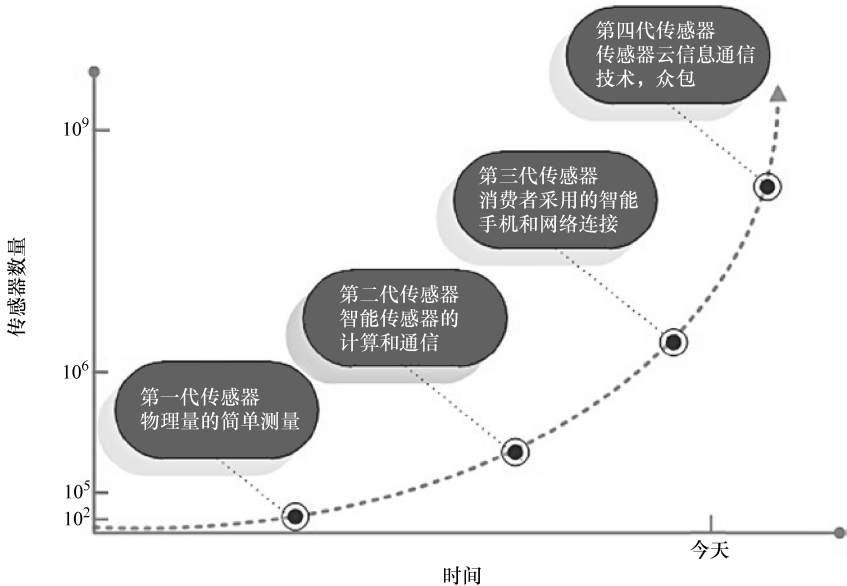 第四代传感器
传感器云信息通信
技术，众包
10⁹
第三代传感器
消费者采用的智能
手机和网络连接
传感器数量
第二代传感器
智能传感器的
计算和通信
10⁶
第一代传感器
物理量的简单测量
10⁵
10²
今天
时间